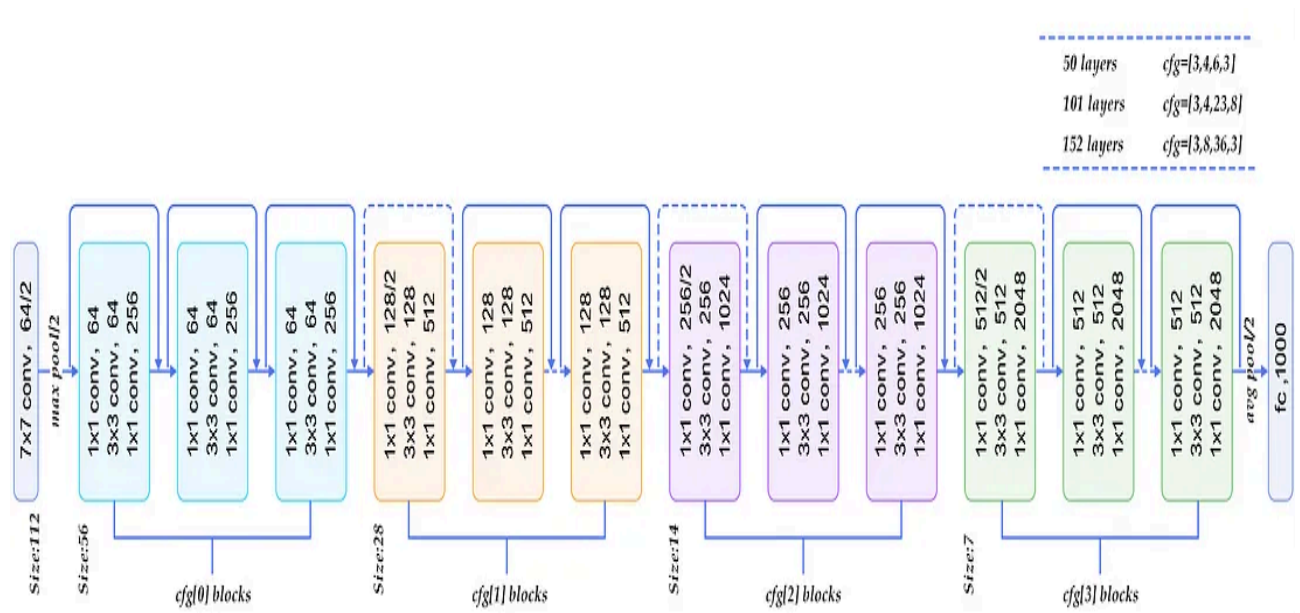 50 layers cfg=[3,4,6,3]
101 layers cfg=[3,4,23,8]
152 layers cfg=[3,8,36,3]
7x7 conv, 64/2
max pool/2
1x1 conv, 64
3x3 conv, 64
1x1 conv, 256
1x1 conv, 64
3x3 conv, 64
1x1 conv, 256
1x1 conv, 64
3x3 conv, 64
1x1 conv, 256
1x1 conv, 128/2
3x3 conv, 128
1x1 conv, 512
1x1 conv, 128
3x3 conv, 128
1x1 conv, 512
1x1 conv, 128
3x3 conv, 128
1x1 conv, 512
1x1 conv, 256/2
3x3 conv, 256
1x1 conv, 1024
1x1 conv, 256
3x3 conv, 256
1x1 conv, 1024
1x1 conv, 256
3x3 conv, 256
1x1 conv, 1024
1x1 conv, 512/2
3x3 conv, 512
1x1 conv, 2048
1x1 conv, 512
3x3 conv, 512
1x1 conv, 2048
1x1 conv, 512
3x3 conv, 512
1x1 conv, 2048
avg pool/2
fc ,1000
Size:112
Size:56
Size:28
Size:14
Size:7
cfg[0] blocks
cfg[1] blocks
cfg[2] blocks
cfg[3] blocks